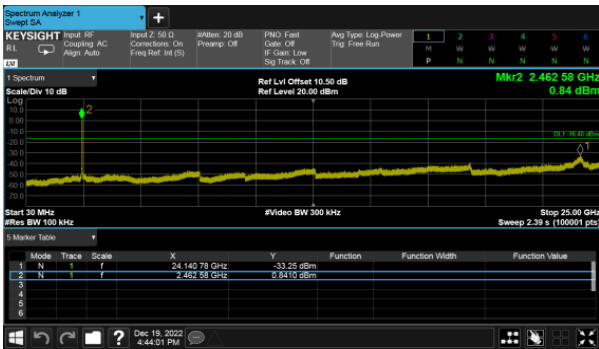 Spectrum Analyzer 1
Swept SA
+
KEYSIGHT Input: RF Input Z: 50 Ω #Atten: 20 dB PNO: Fast Avg Type: Log-Power 1 2 3 4 5 6
RL Coupling: AC Corrections: On Preamp: Off Gate: Off Trig: Free Run M W W W W W
Align: Auto Freq Ref: Int (S) IF Gain: Low P N N N N N
LXI Sig Track: Off
1 Spectrum Ref Lvl Offset 10.50 dB Mkr2 2.462 58 GHz
Scale/Div 10 dB Ref Level 20.00 dBm 0.84 dBm
Log
10.0
0.00
-10.0
-20.0
-30.0
-40.0
-50.0
-60.0
-70.0
2
DL1 -16.40 dBm
1
Start 30 MHz #Video BW 300 kHz Stop 25.00 GHz
#Res BW 100 kHz Sweep 2.39 s (100001 pts)
5 Marker Table
Mode Trace Scale X Y Function Function Width Function Value
1 N 1 f 24.140 78 GHz -33.25 dBm
2 N 1 f 2.462 58 GHz 0.8410 dBm
3
4
5
6
? Dec 19, 2022
4:44:01 PM